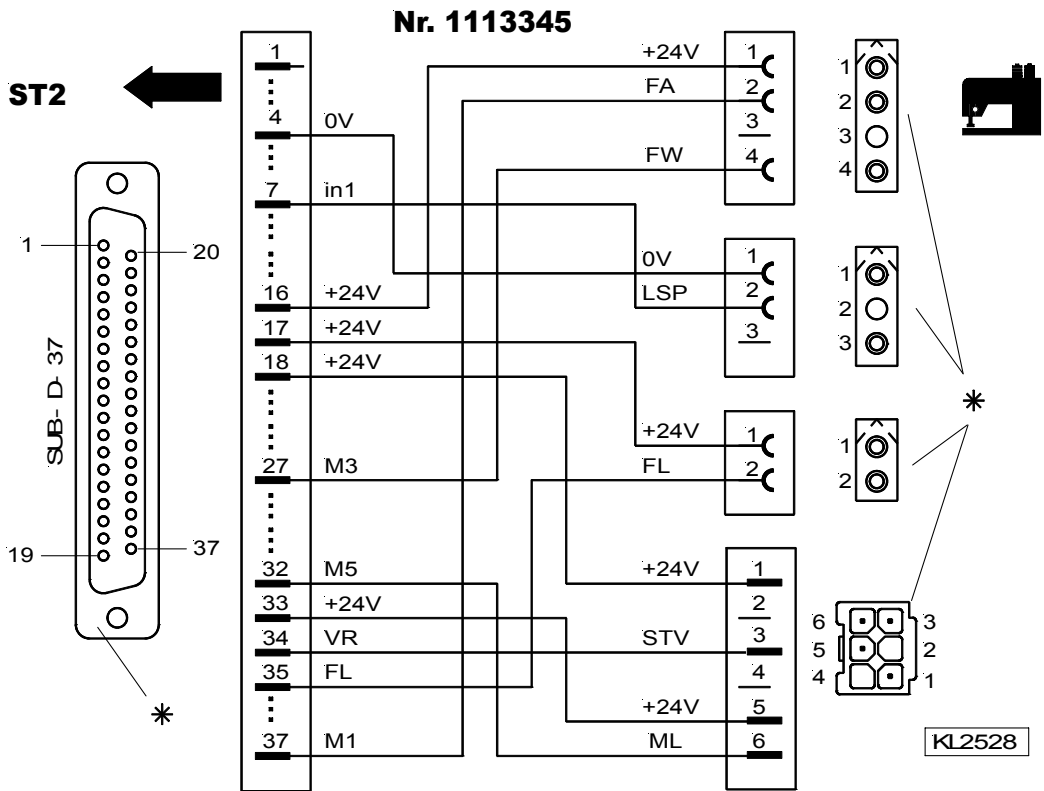 Nr. 1113345
ST2
1
4 0V
7 in1
16 +24V
17 +24V
18 +24V
27 M3
32 M5
33 +24V
34 VR
35 FL
37 M1
1
20
19
37
SUB-D-37
+24V 1
FA 2
3
FW 4
0V 1
LSP 2
3
+24V 1
FL 2
+24V 1
2
STV 3
4
+24V 5
ML 6
1
2
3
4
1
2
3
1
2
6 3
5 2
4 1
KL2528